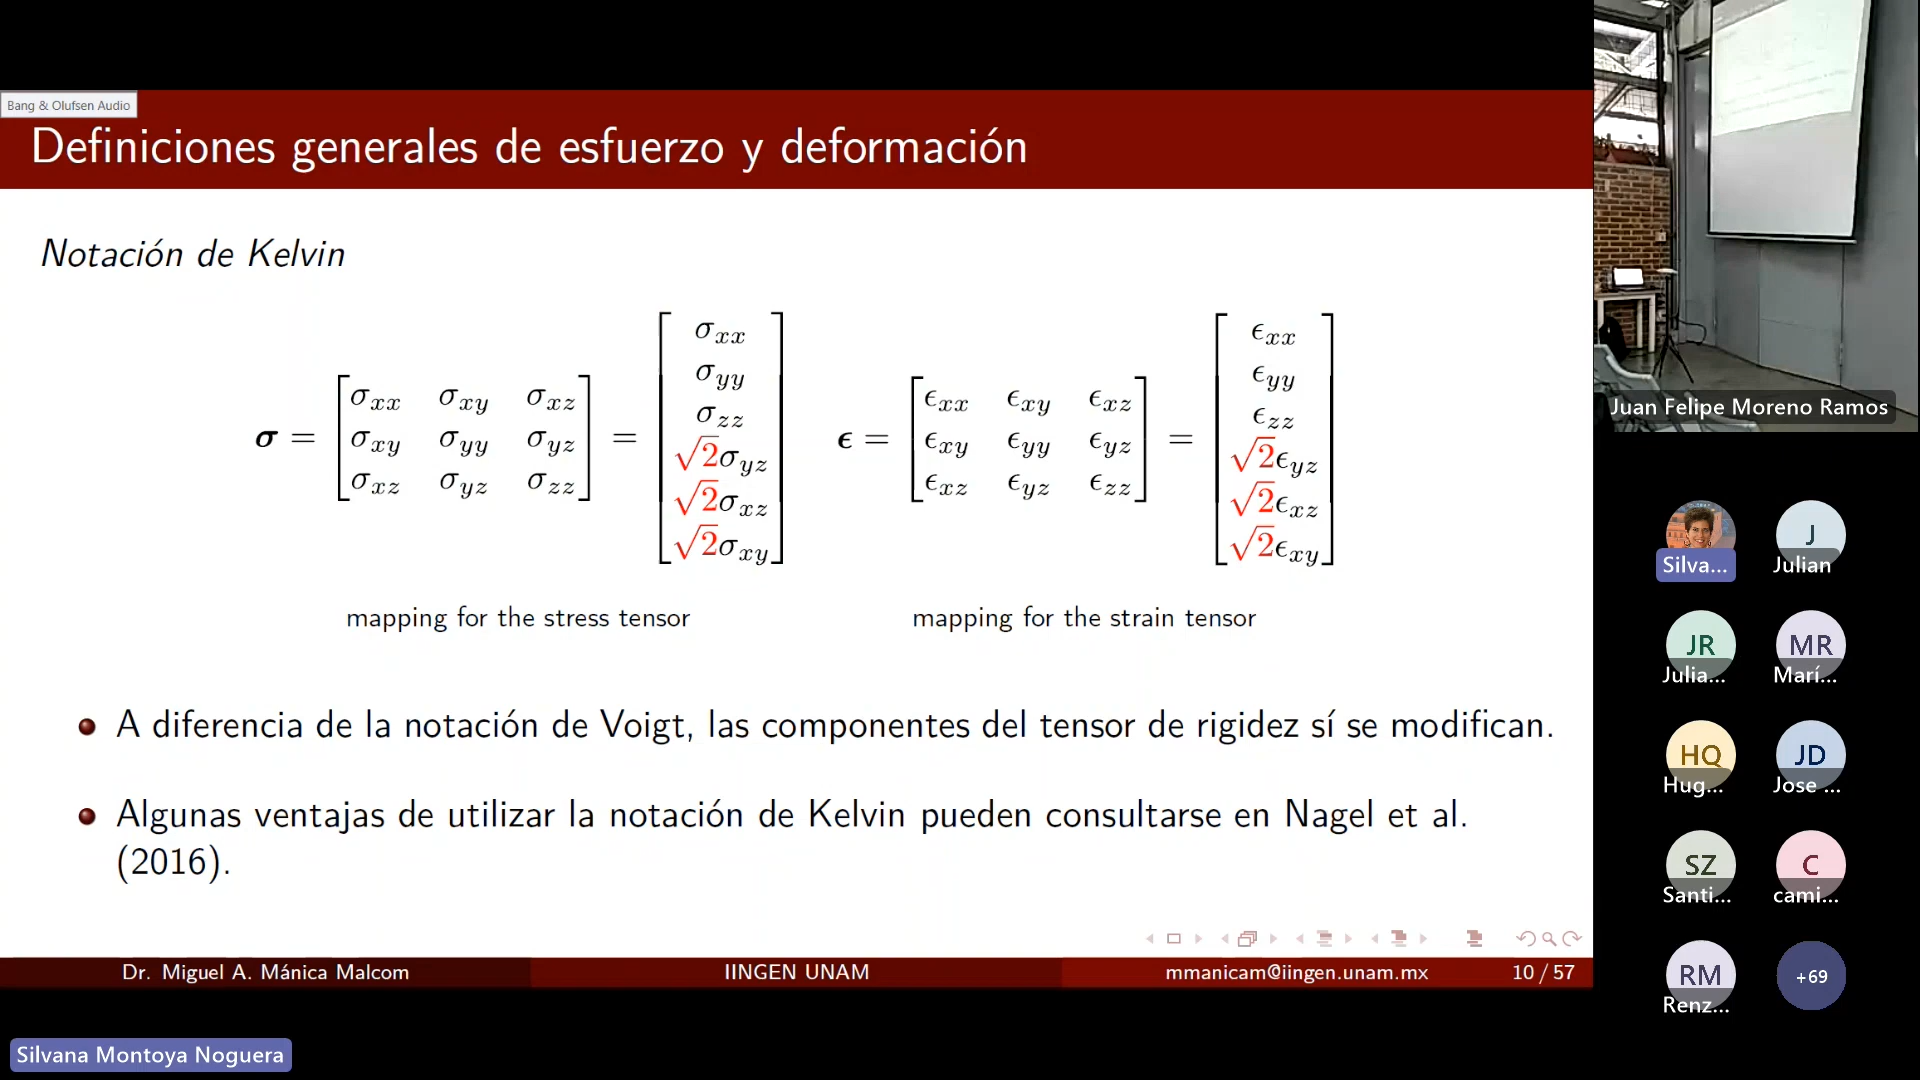 Bang & Olufsen Audio
Definiciones generales de esfuerzo y deformación
Notación de Kelvin
σ = [σxx σxy σxz; σxy σyy σyz; σxz σyz σzz] = [σxx; σyy; σzz; √2σyz; √2σxz; √2σxy]
ϵ = [ϵxx ϵxy ϵxz; ϵxy ϵyy ϵyz; ϵxz ϵyz ϵzz] = [ϵxx; ϵyy; ϵzz; √2ϵyz; √2ϵxz; √2ϵxy]
mapping for the stress tensor
mapping for the strain tensor
A diferencia de la notación de Voigt, las componentes del tensor de rigidez sí se modifican.
Algunas ventajas de utilizar la notación de Kelvin pueden consultarse en Nagel et al.
(2016).
Dr. Miguel A. Mánica Malcom
IINGEN UNAM
mmanicam@iingen.unam.mx
10 / 57
Silvana Montoya Noguera
Juan Felipe Moreno Ramos
Silva...
J
Julian
JR
Julia...
MR
Marí...
HQ
Hug...
JD
Jose ...
SZ
Santi...
C
cami...
RM
Renz...
+69